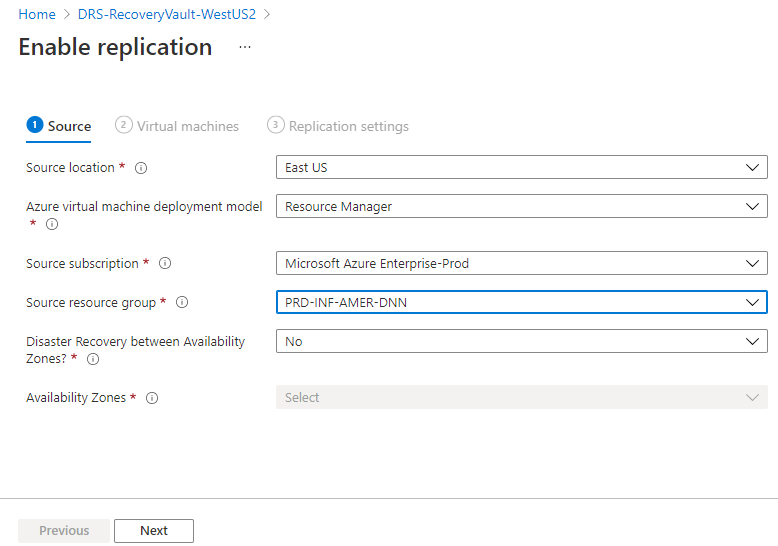 Home > DRS-RecoveryVault-WestUS2 >
Enable replication ...
1 Source 2 Virtual machines 3 Replication settings
Source location * East US
Azure virtual machine deployment model Resource Manager
*
Source subscription * Microsoft Azure Enterprise-Prod
Source resource group * PRD-INF-AMER-DNN
Disaster Recovery between Availability No
Zones? *
Availability Zones * Select
Previous Next